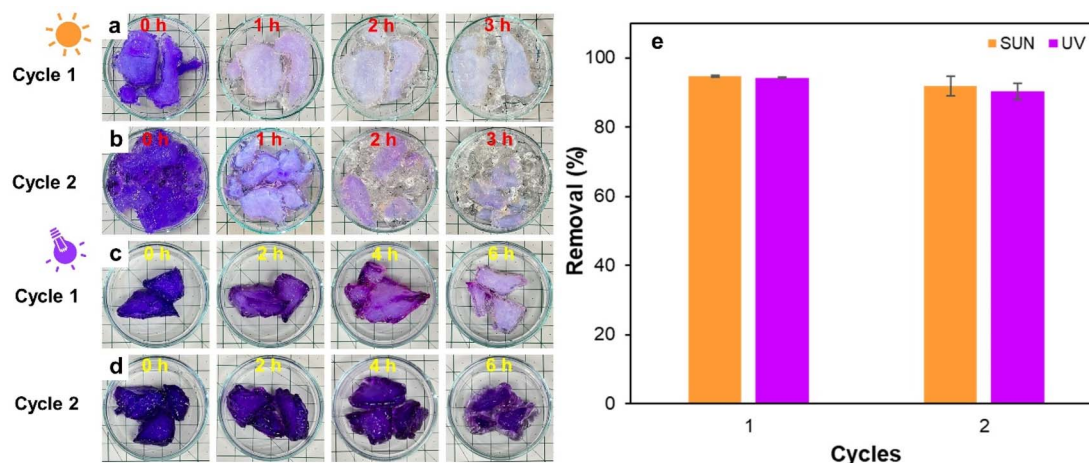 a
0 h
1 h
2 h
3 h
Cycle 1
b
0 h
1 h
2 h
3 h
Cycle 2
c
0 h
2 h
4 h
6 h
Cycle 1
d
0 h
2 h
4 h
6 h
Cycle 2
e
SUN
UV
100
80
60
40
20
0
Removal (%)
1
2
Cycles